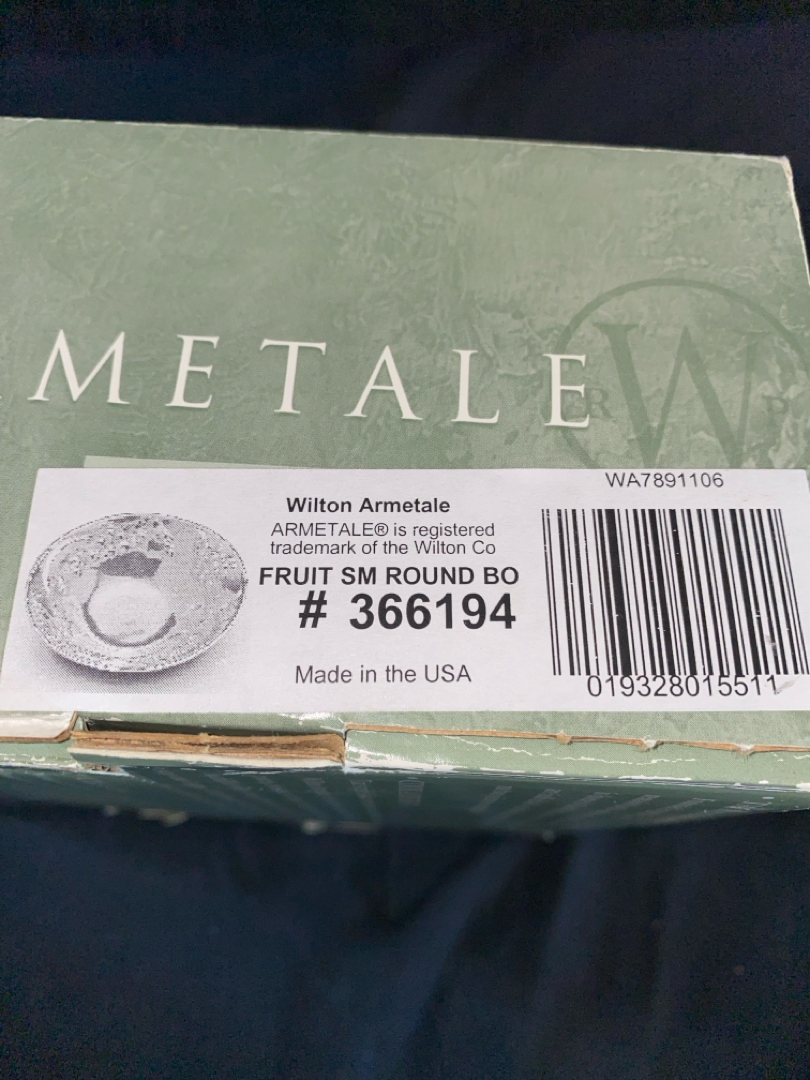 METALE
W
R
WA7891106
Wilton Armetale
ARMETALE® is registered
trademark of the Wilton Co
FRUIT SM ROUND BO
# 366194
Made in the USA
019328015511